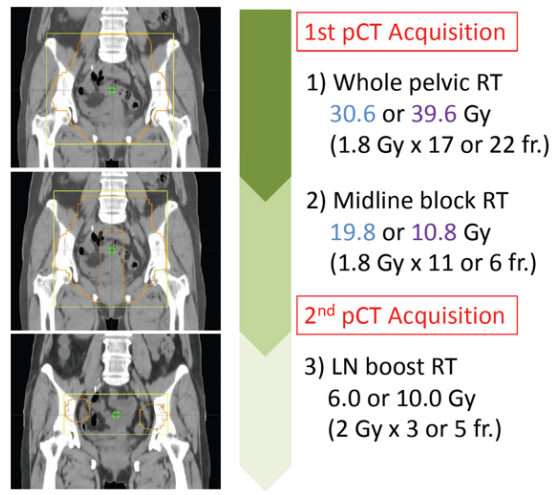 1st pCT Acquisition
1) Whole pelvic RT
30.6 or 39.6 Gy
(1.8 Gy x 17 or 22 fr.)
2) Midline block RT
19.8 or 10.8 Gy
(1.8 Gy x 11 or 6 fr.)
2nd pCT Acquisition
3) LN boost RT
6.0 or 10.0 Gy
(2 Gy x 3 or 5 fr.)